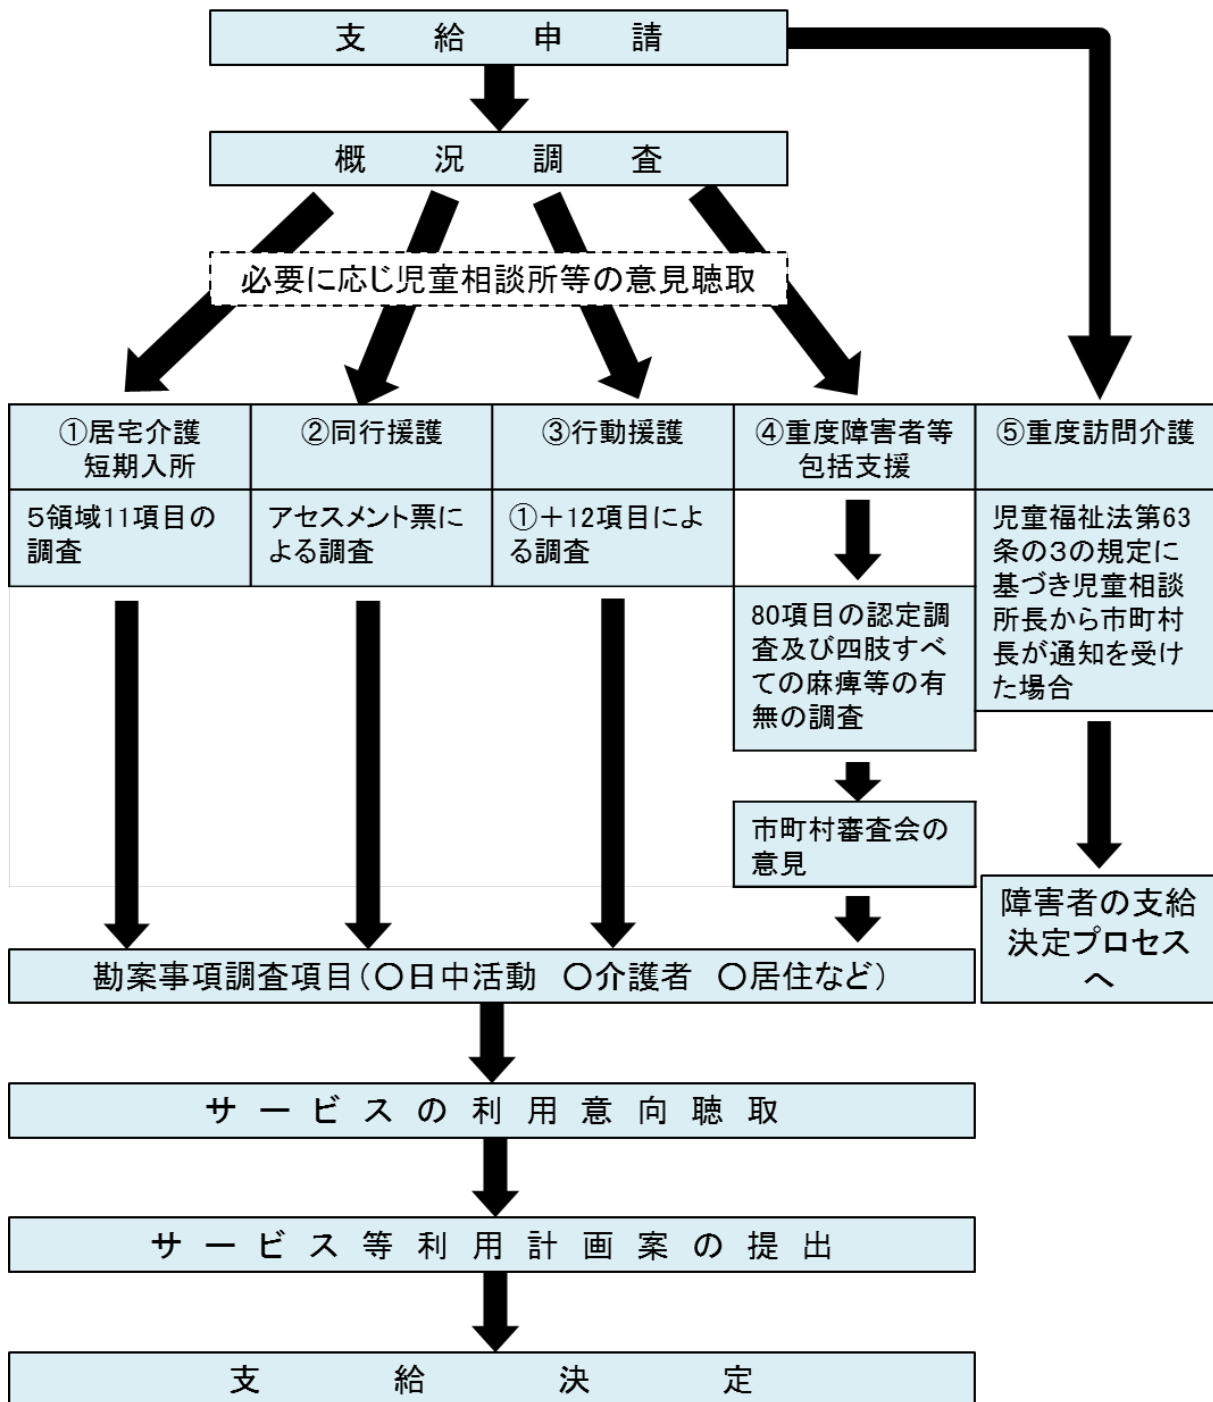 支給申請
概況調査
必要に応じ児童相談所等の意見聴取
①居宅介護
短期入所
②同行援護
③行動援護
④重度障害者等
包括支援
⑤重度訪問介護
5領域11項目の
調査
アセスメント票に
よる調査
①＋12項目によ
る調査
80項目の認定調
査及び四肢すべ
ての麻痺等の有
無の調査
児童福祉法第63
条の3の規定に
基づき児童相談
所長から市町村
長が通知を受け
た場合
市町村審査会の
意見
障害者の支給
決定プロセス
へ
勘案事項調査項目（○日中活動　○介護者　○居住など）
サービスの利用意向聴取
サービス等利用計画案の提出
支給決定